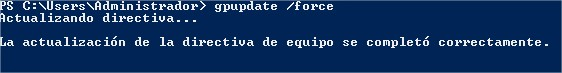 PS C:\Users\Administrador> gpupdate /force
Actualizando directiva...
La actualización de la directiva de equipo se completó correctamente.